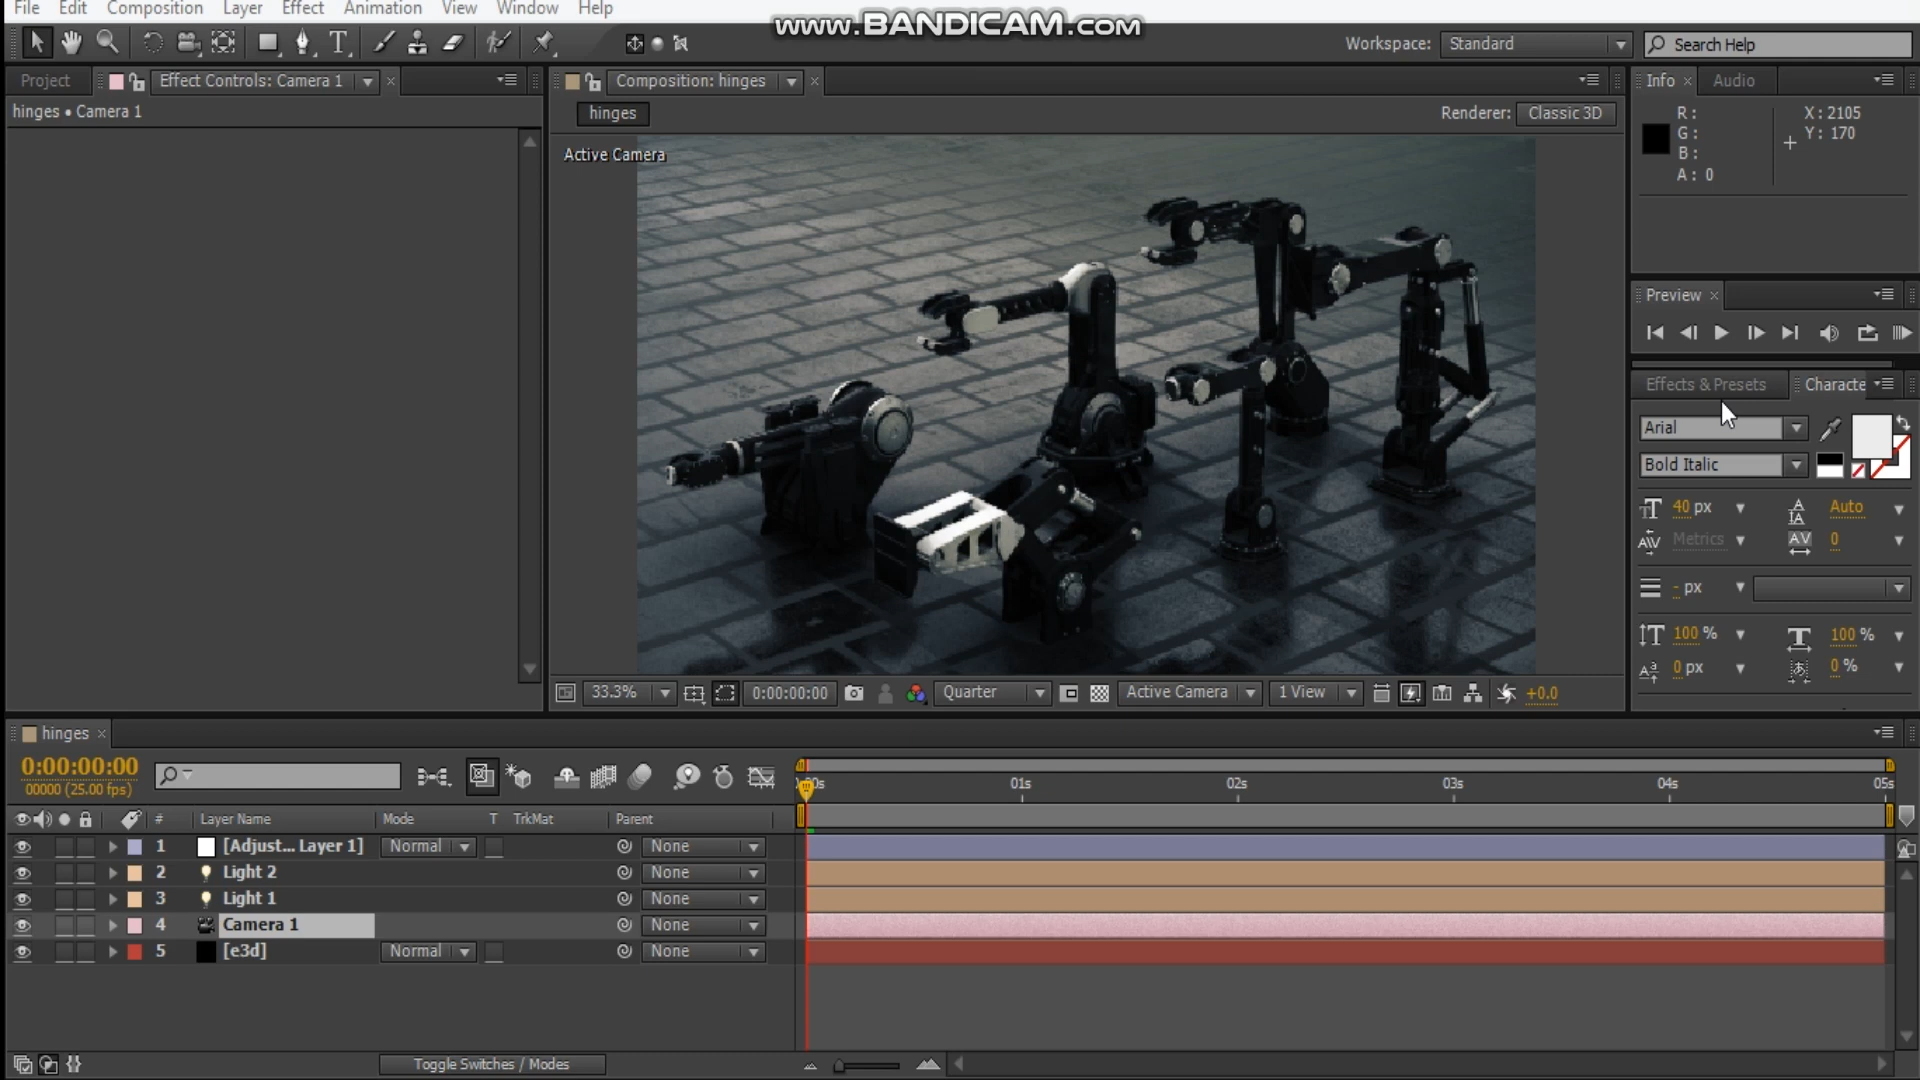 File Edit Composition Layer Effect Animation View Window Help
www.BANDICAM.com
Workspace: Standard
Search Help
Project
Effect Controls: Camera 1
Composition: hinges
Info
Audio
hinges • Camera 1
hinges
Renderer: Classic 3D
R:
G:
B:
A: 0
X: 2105
Y: 170
Active Camera
Preview
Effects & Presets
Characte
Arial
Bold Italic
40 px
Auto
Metrics
0
- px
100 %
100 %
0 px
0 %
33.3%
0:00:00:00
Quarter
Active Camera
1 View
+0.0
hinges
0:00:00:00
00000 (25.00 fps)
:00s 01s 02s 03s 04s 05s
# Layer Name Mode T TrkMat Parent
1 [Adjust... Layer 1] Normal None
2 Light 2 None
3 Light 1 None
4 Camera 1 None
5 [e3d] Normal None
Toggle Switches / Modes